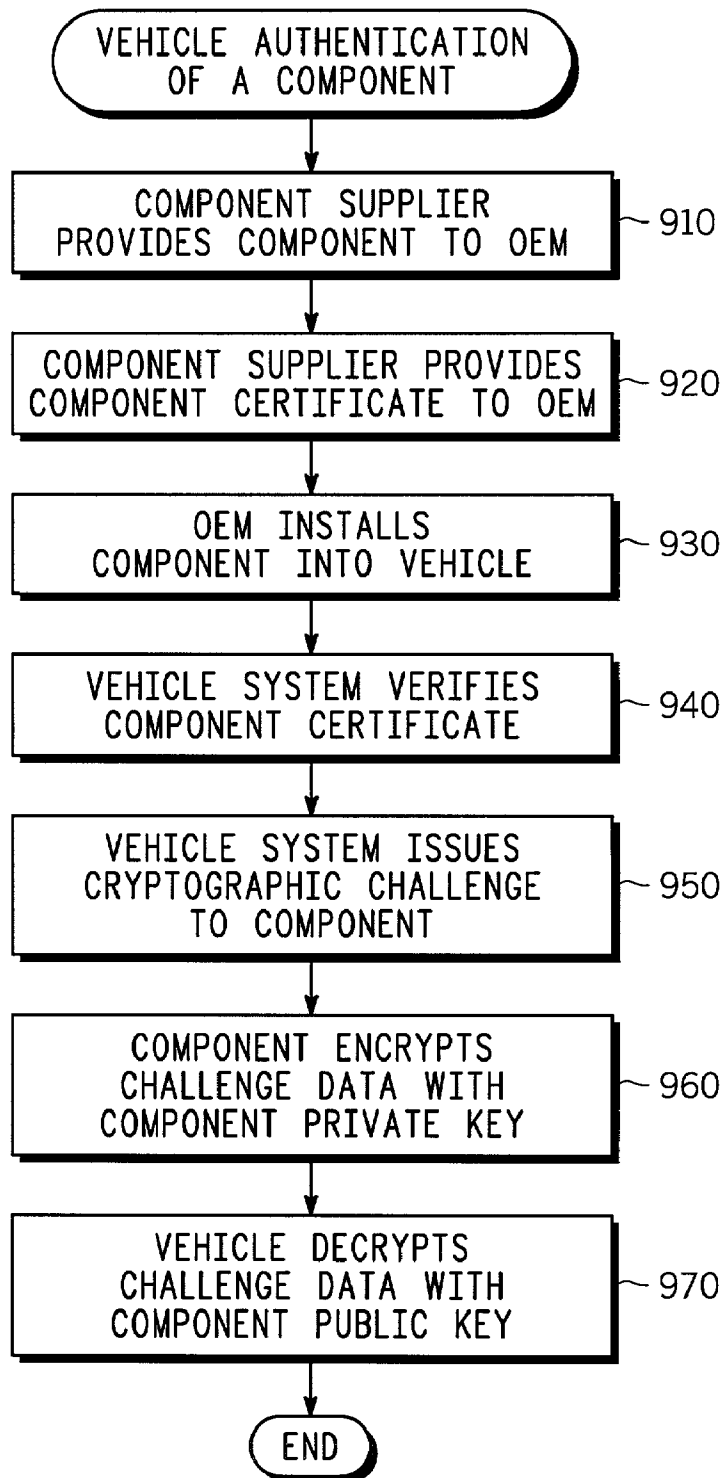 VEHICLE AUTHENTICATION
OF A COMPONENT
COMPONENT SUPPLIER
PROVIDES COMPONENT TO OEM
910
COMPONENT SUPPLIER PROVIDES
COMPONENT CERTIFICATE TO OEM
920
OEM INSTALLS
COMPONENT INTO VEHICLE
930
VEHICLE SYSTEM VERIFIES
COMPONENT CERTIFICATE
940
VEHICLE SYSTEM ISSUES
CRYPTOGRAPHIC CHALLENGE
TO COMPONENT
950
COMPONENT ENCRYPTS
CHALLENGE DATA WITH
COMPONENT PRIVATE KEY
960
VEHICLE DECRYPTS
CHALLENGE DATA WITH
COMPONENT PUBLIC KEY
970
END